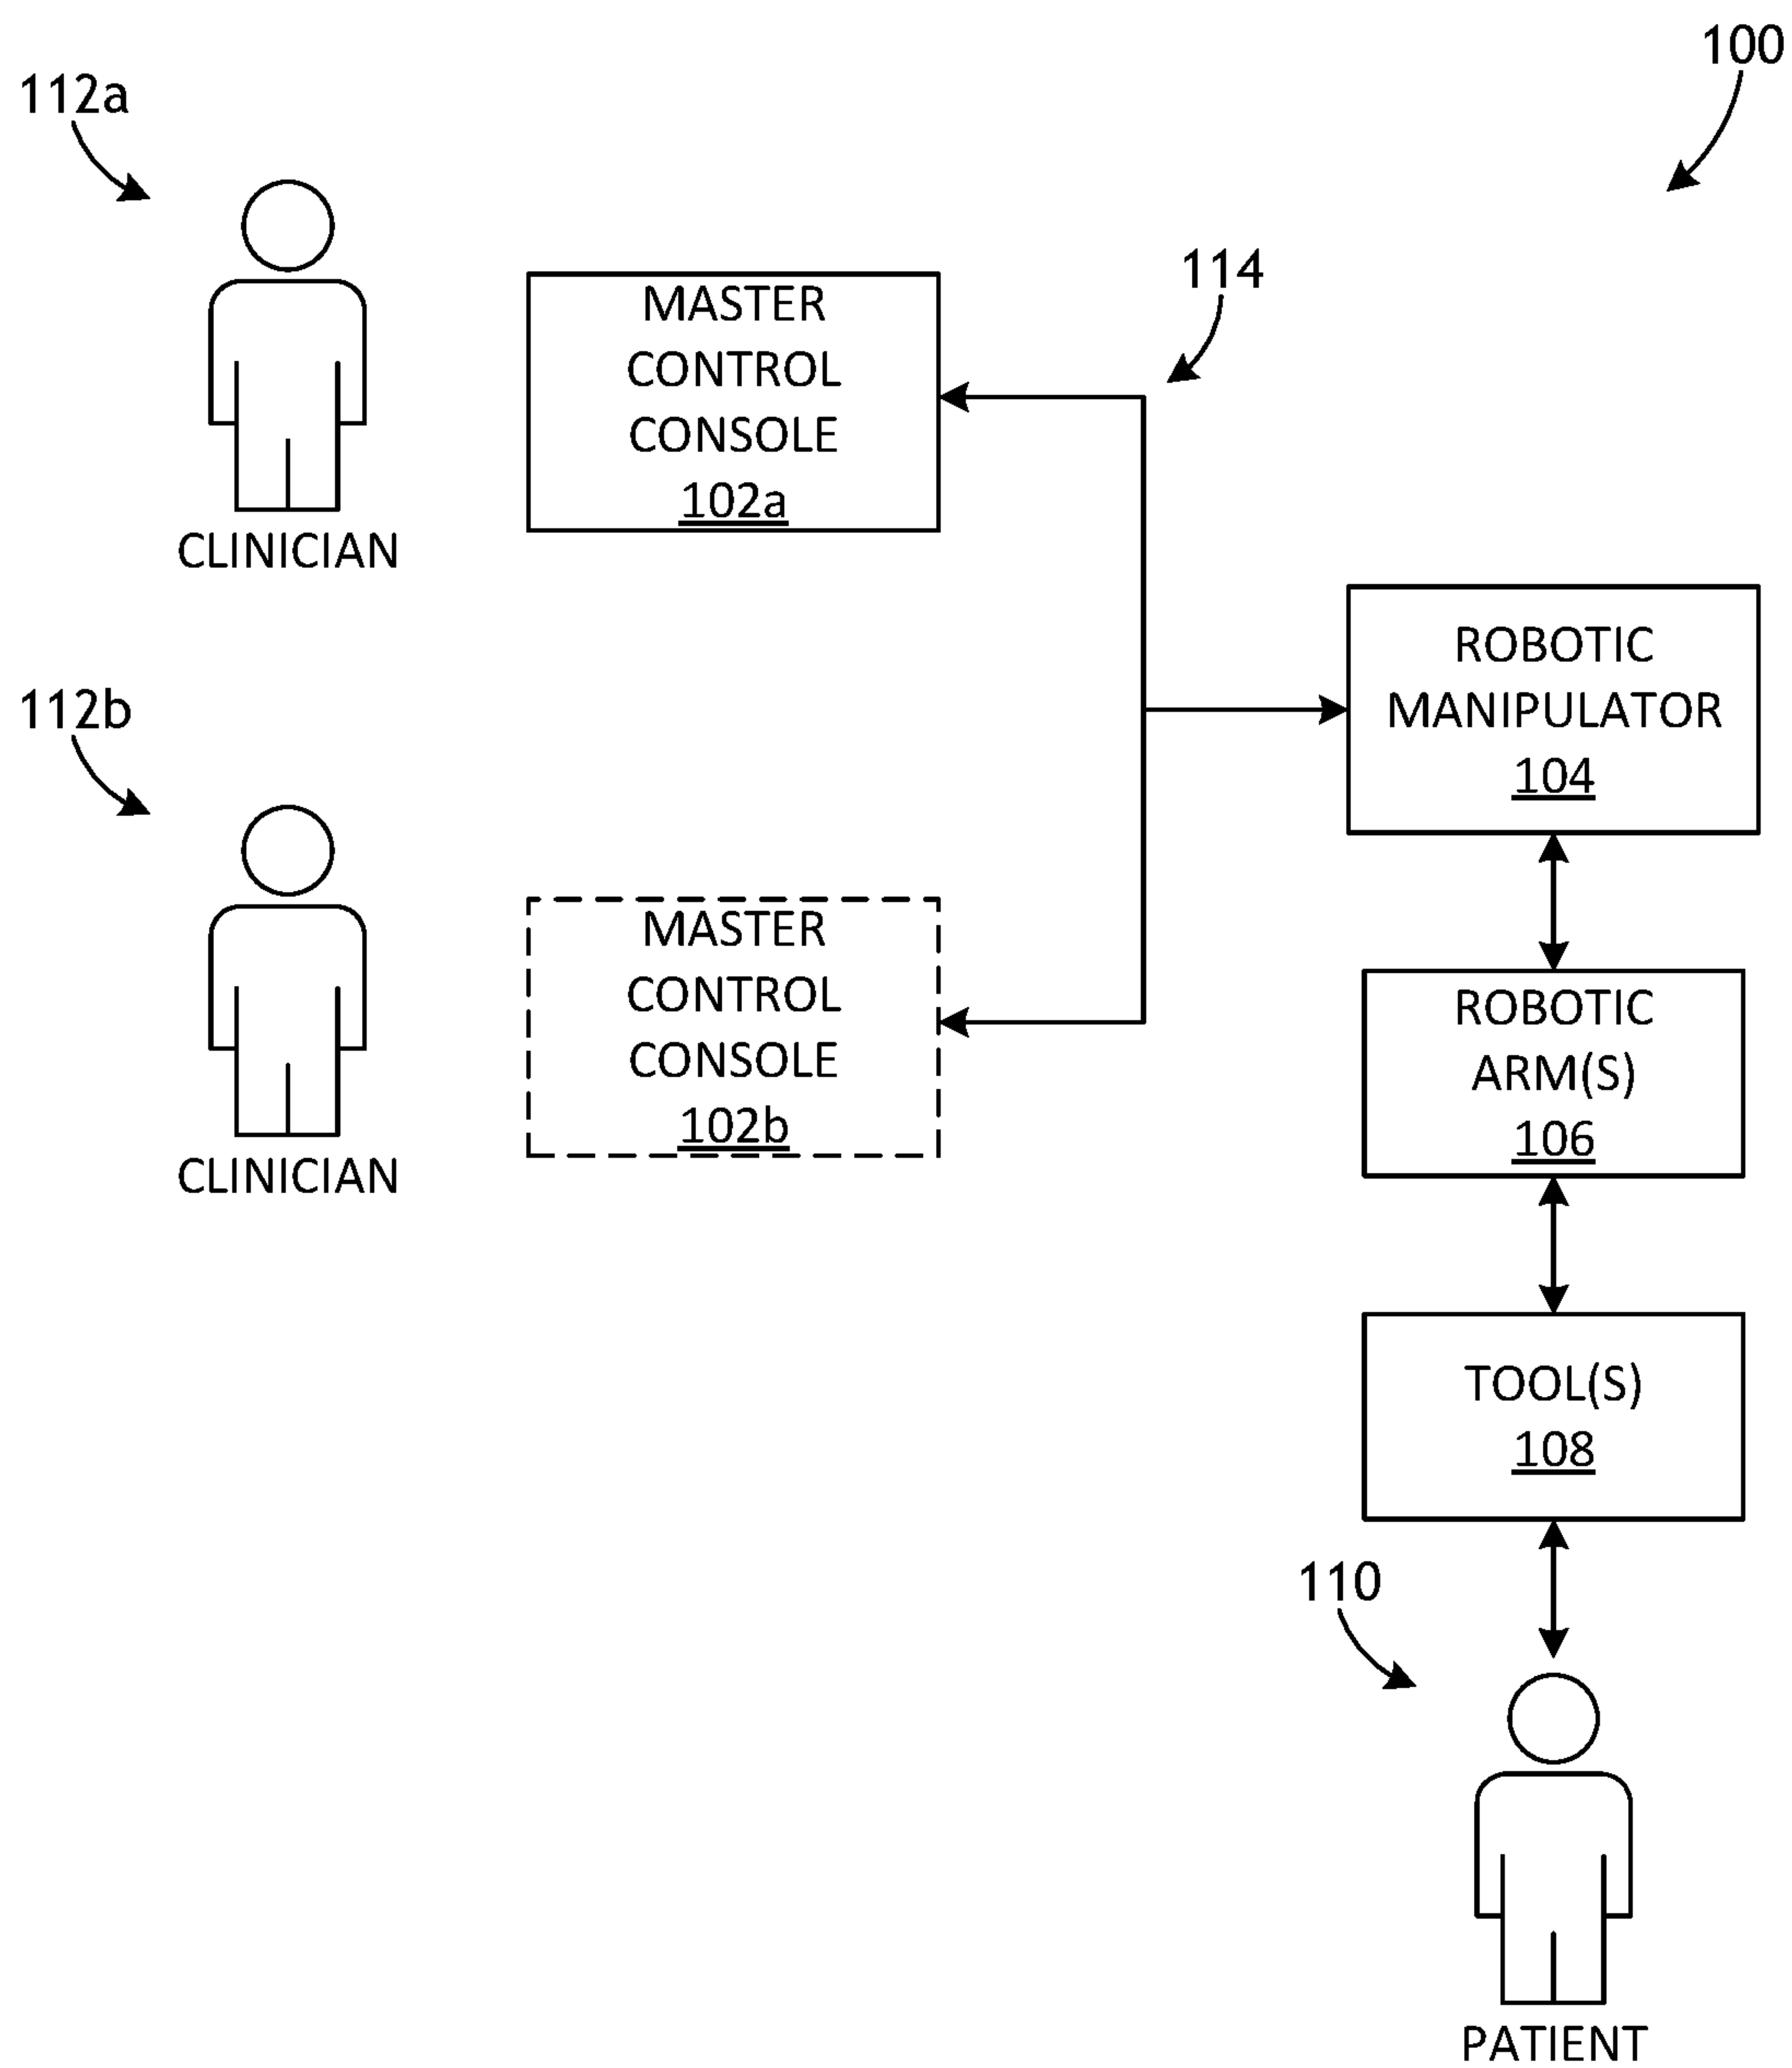 100
112a
CLINICIAN
MASTER
CONTROL
CONSOLE
102a
114
112b
CLINICIAN
MASTER
CONTROL
CONSOLE
102b
ROBOTIC
MANIPULATOR
104
ROBOTIC
ARM(S)
106
TOOL(S)
108
110
PATIENT